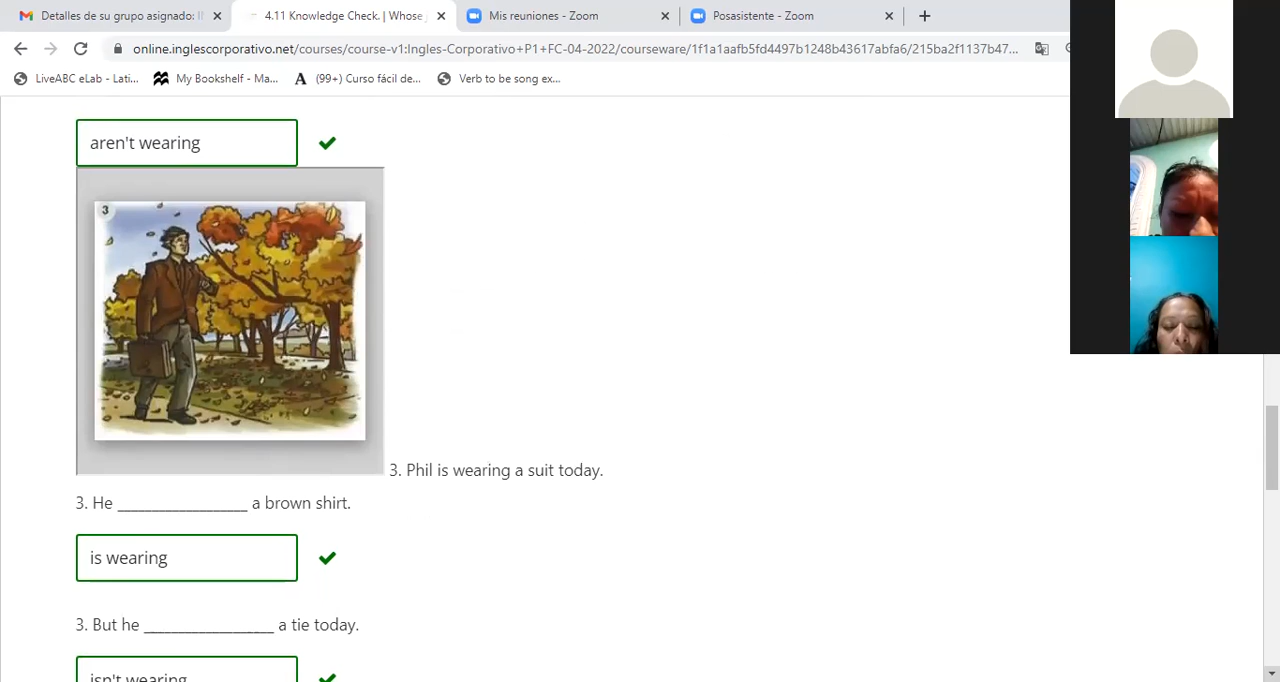 Detalles de su grupo asignado: I
4.11 Knowledge Check. | Whose
Mis reuniones - Zoom
Posasistente - Zoom
online.inglescorporativo.net/courses/course-v1:Ingles-Corporativo+P1+FC-04-2022/courseware/1f1a1aafb5fd4497b1248b43617abfa6/215ba2f1137b47...
LiveABC eLab - Lati...
My Bookshelf - Ma...
A (99+) Curso fácil de...
Verb to be song ex...
aren't wearing
3
3. Phil is wearing a suit today.
3. He __________________ a brown shirt.
is wearing
3. But he __________________ a tie today.
isn't wearing